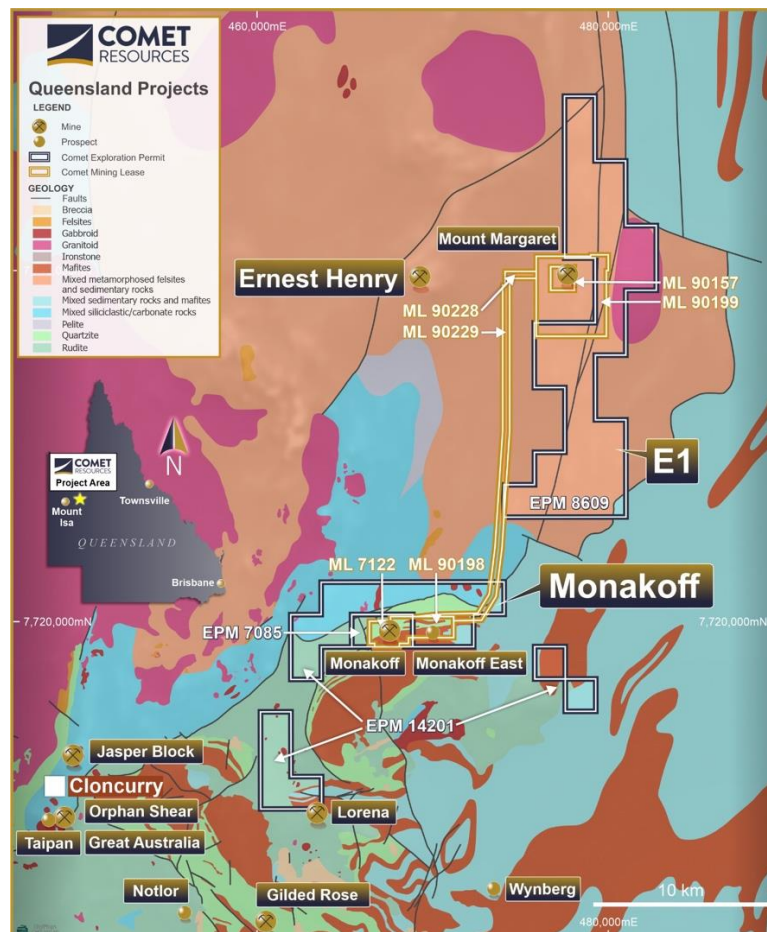 460,000mE
480,000mE
COMET
RESOURCES
Queensland Projects
LEGEND
Mine
Prospect
Comet Exploration Permit
Comet Mining Lease
GEOLOGY
Faults
Breccia
Felsites
Gabbroid
Granitoid
Ironstone
Mafites
Mixed metamorphosed felsites
and sedimentary rocks
Mixed sedimentary rocks and mafites
Mixed siliciclastic/carbonate rocks
Pelite
Quartzite
Rudite
Mount Margaret
Ernest Henry
ML 90157
ML 90199
ML 90228
ML 90229
N
COMET
RESOURCES
Project Area
Mount
Isa
Townsville
QUEENSLAND
Brisbane
E1
EPM 8609
ML 7122
ML 90198
Monakoff
7,720,000mN
7,720,000mN
EPM 7085
Monakoff
Monakoff East
EPM 14201
Jasper Block
Cloncurry
Orphan Shear
Lorena
Taipan
Great Australia
Notlor
Gilded Rose
Wynberg
10 km
480,000mE